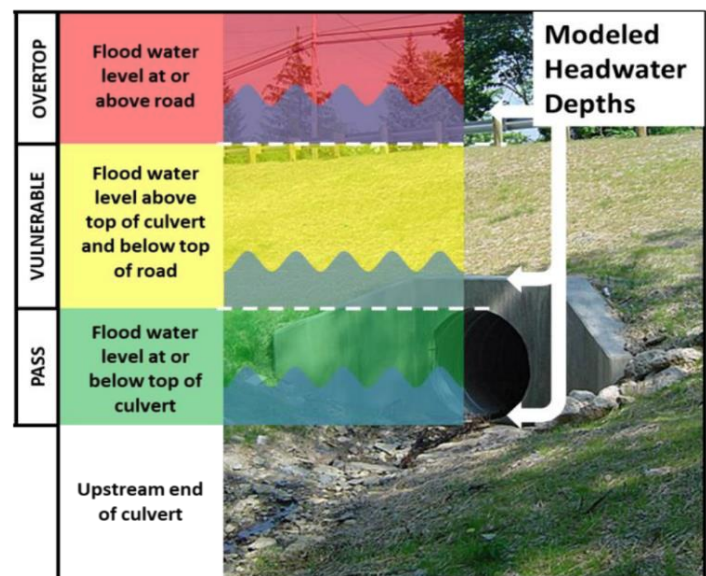 OVERTOP
Flood water
level at or
above road
Modeled
Headwater
Depths
VULNERABLE
Flood water
level above
top of culvert
and below top
of road
PASS
Flood water
level at or
below top of
culvert
Upstream end
of culvert